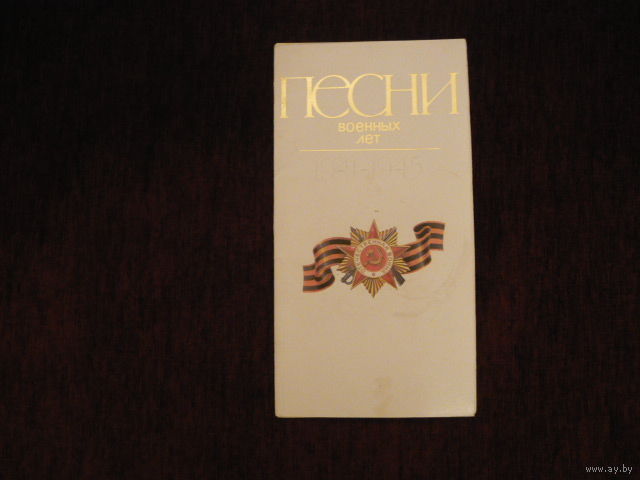 Песни
военных
лет
1941-1945
www.ay.by